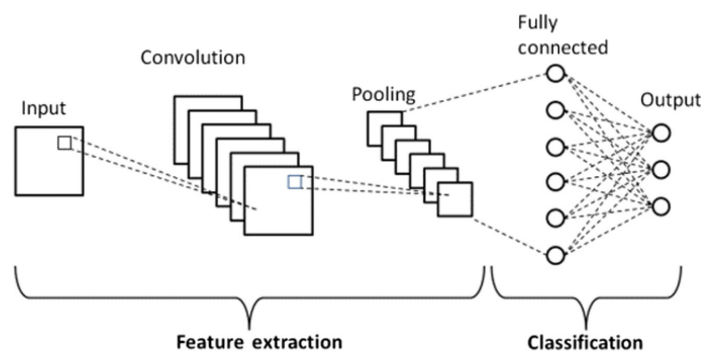 Input
Convolution
Pooling
Fully
connected
Output
Feature extraction
Classification